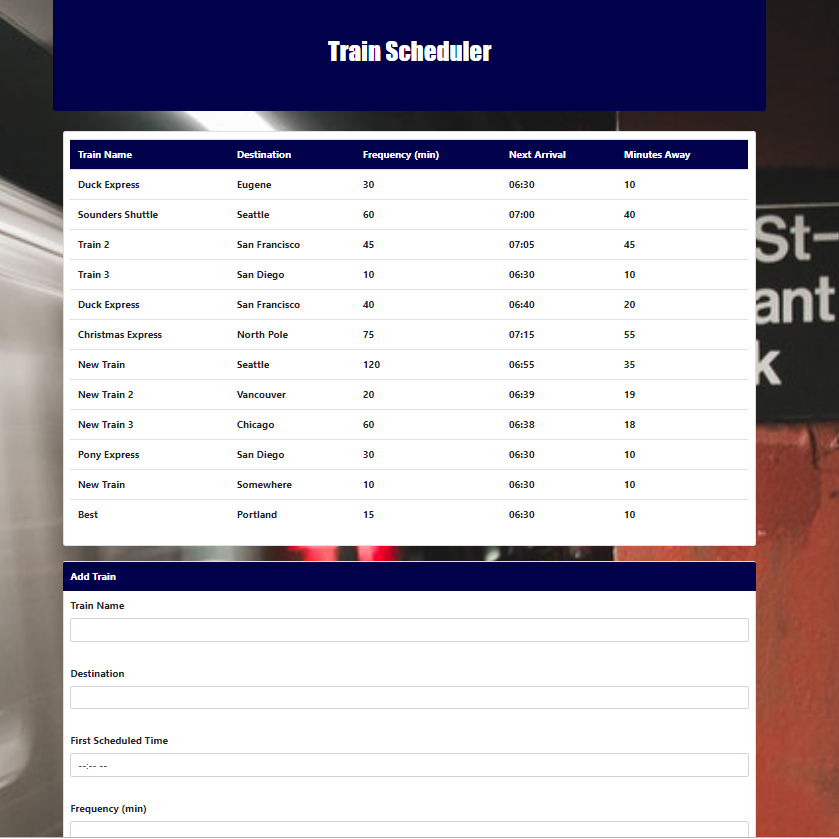 Train Scheduler
Train Name Destination Frequency (min) Next Arrival Minutes Away
Duck Express Eugene 30 06:30 10
Sounders Shuttle Seattle 60 07:00 40
Train 2 San Francisco 45 07:05 45
Train 3 San Diego 10 06:30 10
Duck Express San Francisco 40 06:40 20
Christmas Express North Pole 75 07:15 55
New Train Seattle 120 06:55 35
New Train 2 Vancouver 20 06:39 19
New Train 3 Chicago 60 06:38 18
Pony Express San Diego 30 06:30 10
New Train Somewhere 10 06:30 10
Best Portland 15 06:30 10
St-
ant
k
Add Train
Train Name
Destination
First Scheduled Time
--:-- --
Frequency (min)